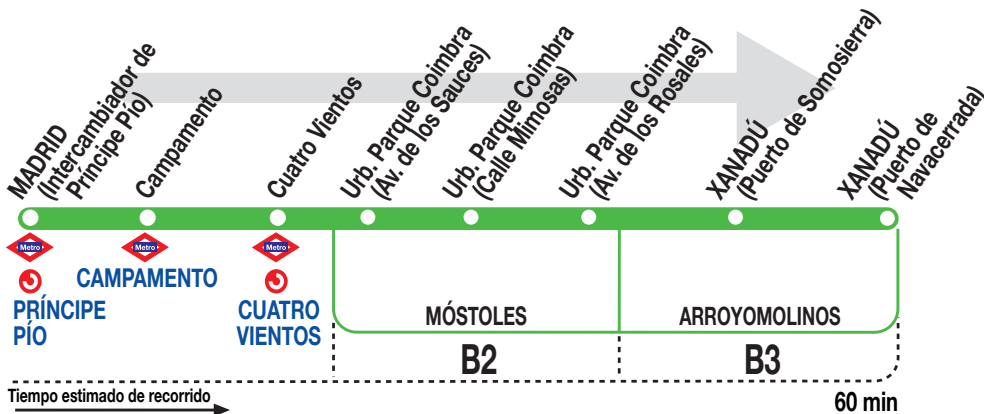 MADRID
(Intercambiador de
Príncipe Pío)
Campamento
Cuatro Vientos
Urb. Parque Coimbra
(Av. de los Sauces)
Urb. Parque Coimbra
(Calle Mimosas)
Urb. Parque Coimbra
(Av. de los Rosales)
XANADÚ
(Puerto de Somosierra)
XANADÚ
(Puerto de
Navacerrada)
Metro
Metro
Metro
PRÍNCIPE
PÍO
CAMPAMENTO
CUATRO
VIENTOS
MÓSTOLES
ARROYOMOLINOS
B2
B3
Tiempo estimado de recorrido
60 min